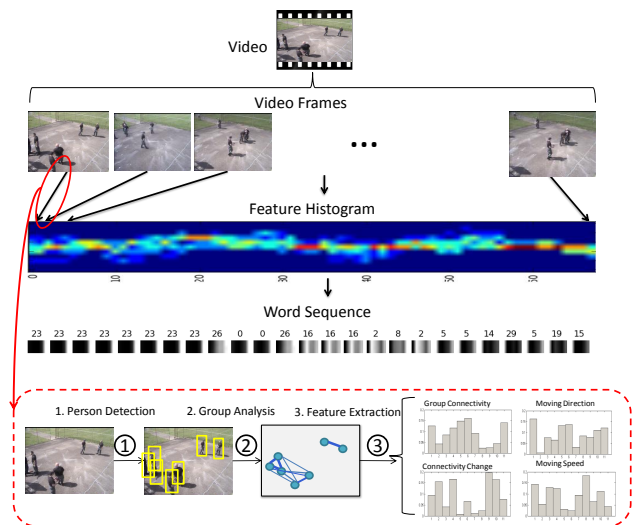 Video
Video Frames
...
Feature Histogram
0 10 20 30 40 50 60
Word Sequence
23 23 23 23 23 23 23 23 26 0 0 26 16 16 16 2 8 2 5 5 14 29 5 19 15
1. Person Detection 2. Group Analysis 3. Feature Extraction
1 2 3
Group Connectivity Moving Direction
Connectivity Change Moving Speed